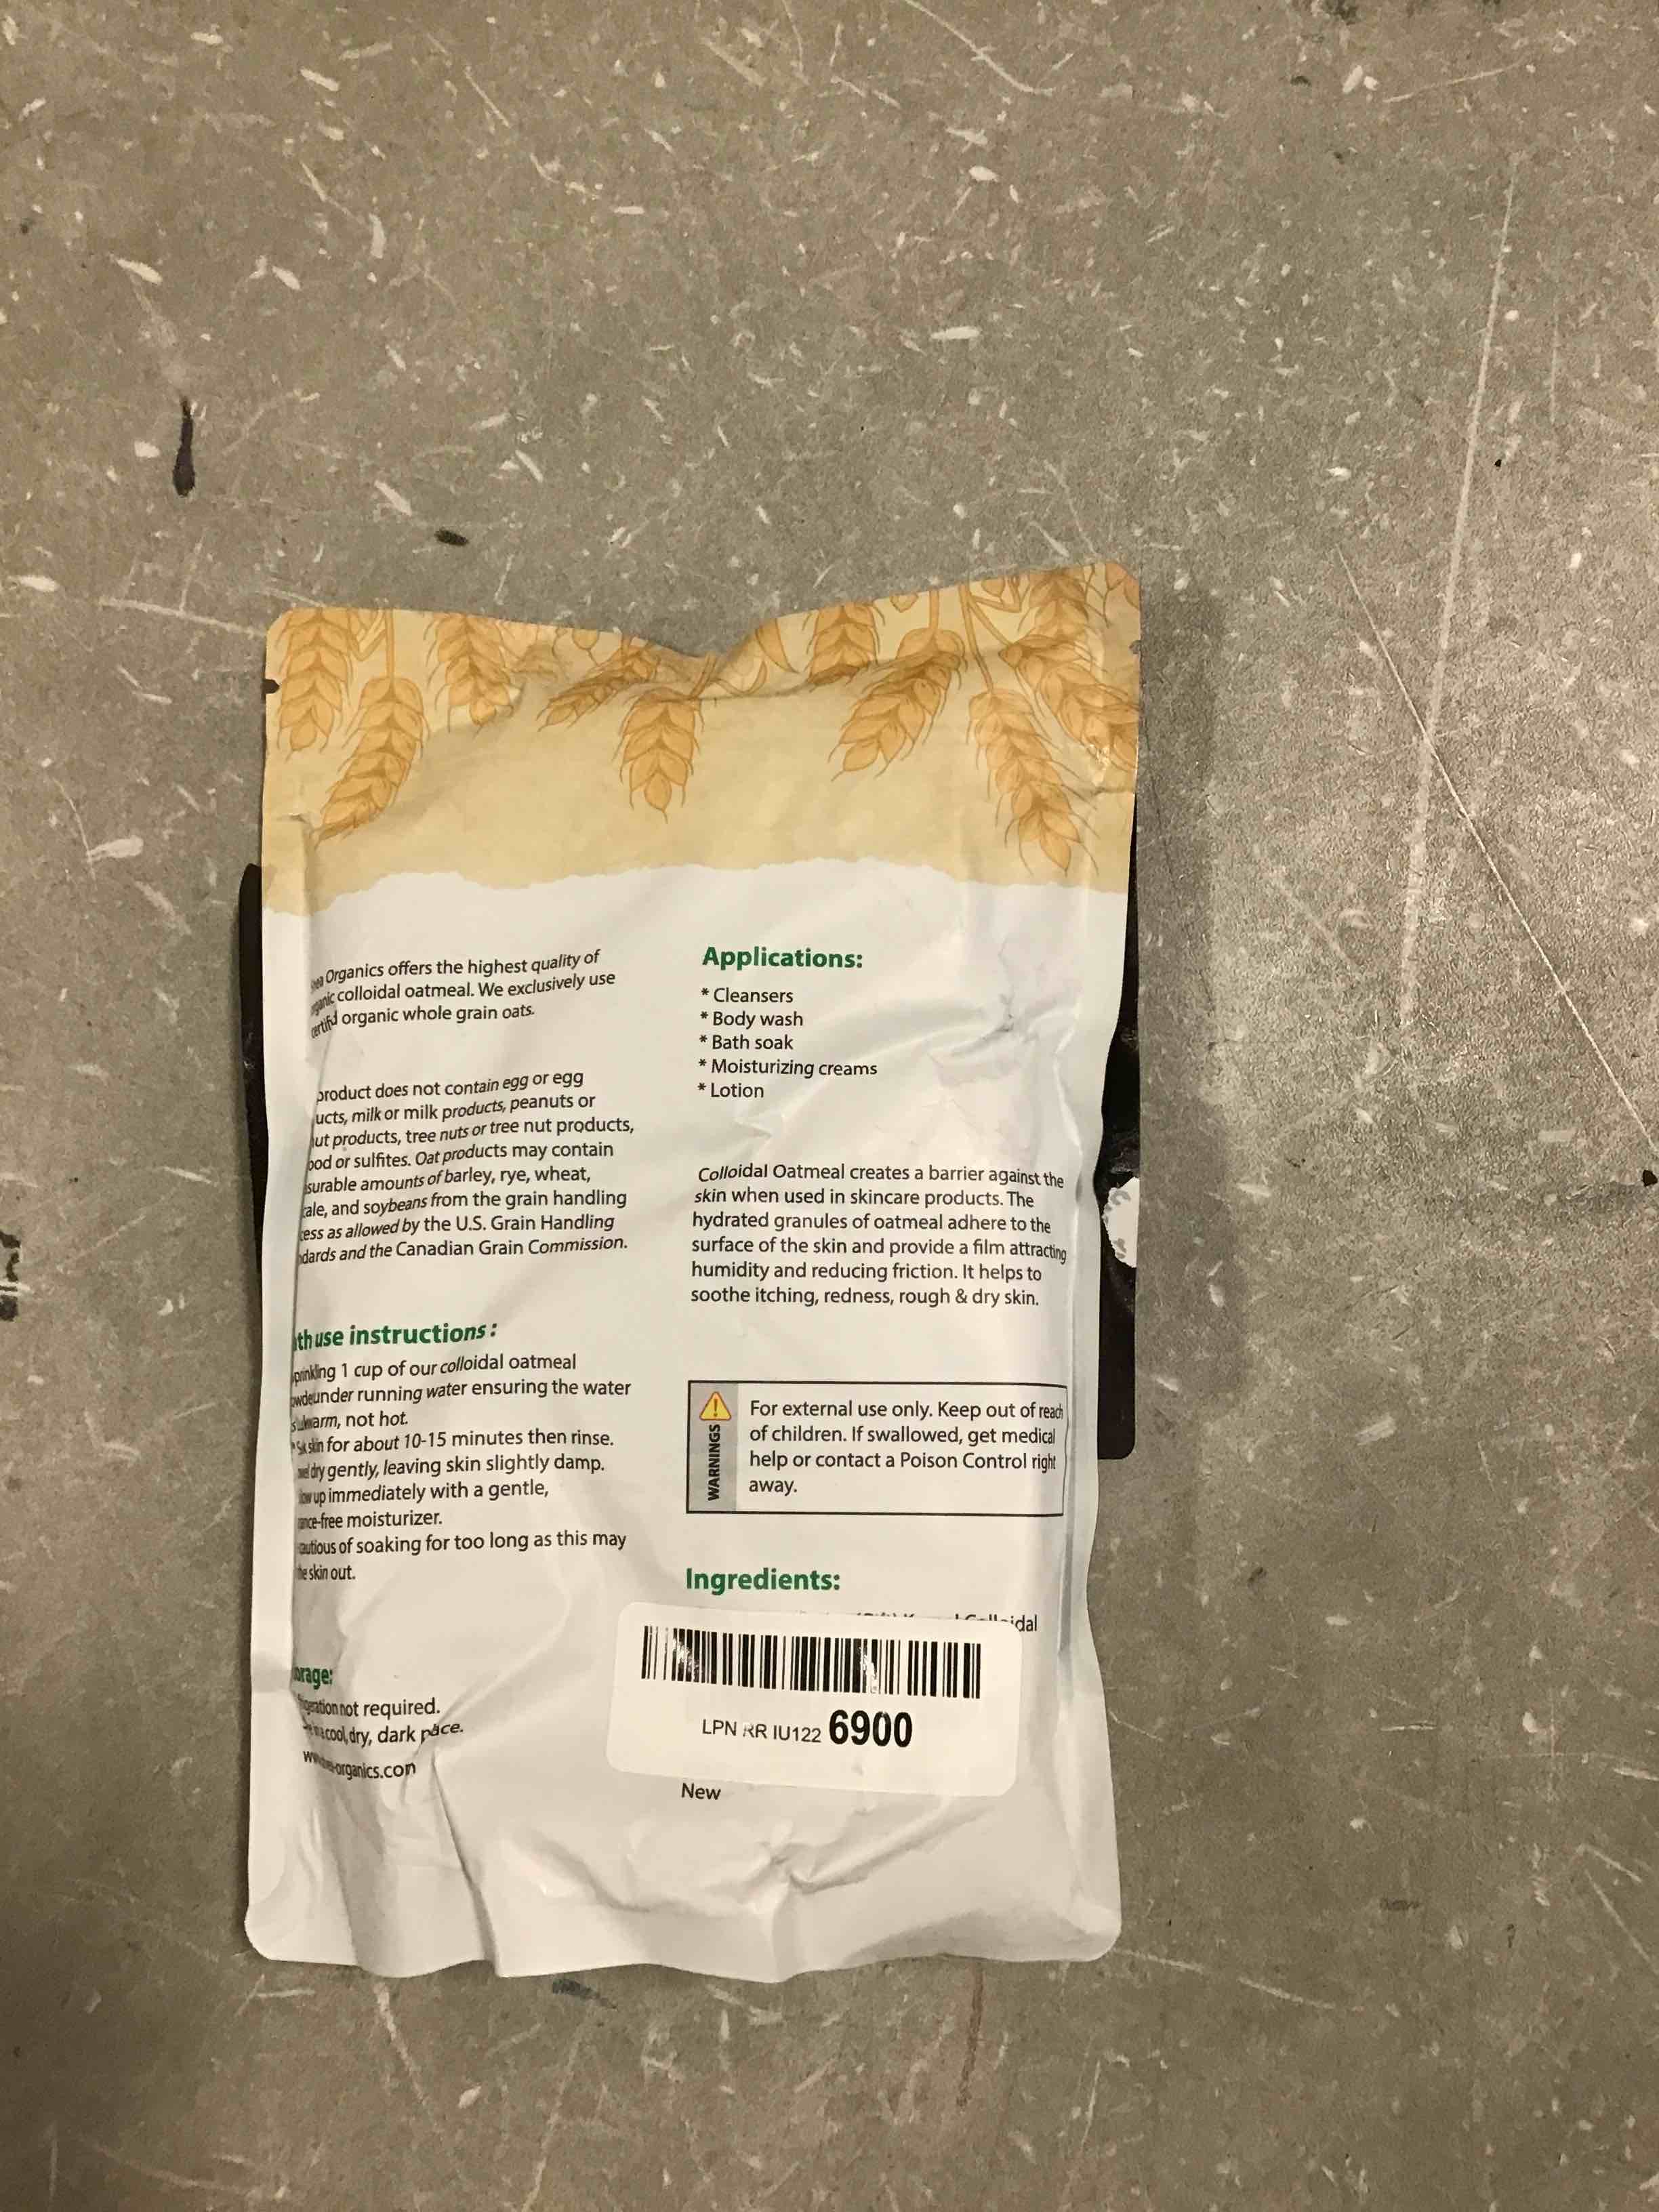 Organics offers the highest quality of
colloidal oatmeal. We exclusively use
organic whole grain oats.
product does not contain egg or egg
milk or milk products, peanuts or
products, tree nuts or tree nut products,
or sulfites. Oat products may contain
amounts of barley, rye, wheat,
and soybeans from the grain handling
as allowed by the U.S. Grain Handling
and the Canadian Grain Commission.
use instructions:
1 cup of our colloidal oatmeal
under running water ensuring the water
warm, not hot.
skin for about 10-15 minutes then rinse.
dry gently, leaving skin slightly damp.
up immediately with a gentle,
moisturizer.
of soaking for too long as this may
skin out.
not required.
cool, dry, dark
Applications:
* Cleansers
* Body wash
* Bath soak
* Moisturizing creams
* Lotion
Colloidal Oatmeal creates a barrier against the
skin when used in skincare products. The
hydrated granules of oatmeal adhere to the
surface of the skin and provide a film attracting
humidity and reducing friction. It helps to
soothe itching, redness, rough & dry skin.
WARNINGS
For external use only. Keep out of reach
of children. If swallowed, get medical
help or contact a Poison Control right
away.
Ingredients:
LPN RR IU122 6900
New